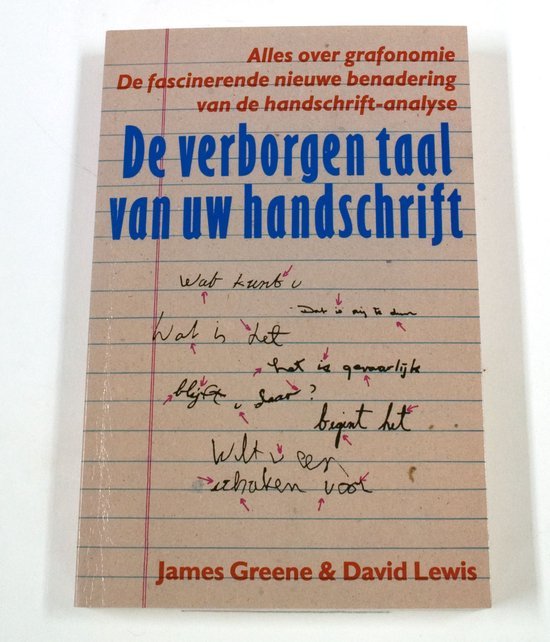 Alles over grafonomie
De fascinerende nieuwe benadering
van de handschrift-analyse
De verborgen taal
van uw handschrift
Wat kunt u
Dat is mij te duur
Wat is het
het is gevaarlijk
blijft u daar?
begint het
Wilt u een
schaken voor
James Greene & David Lewis